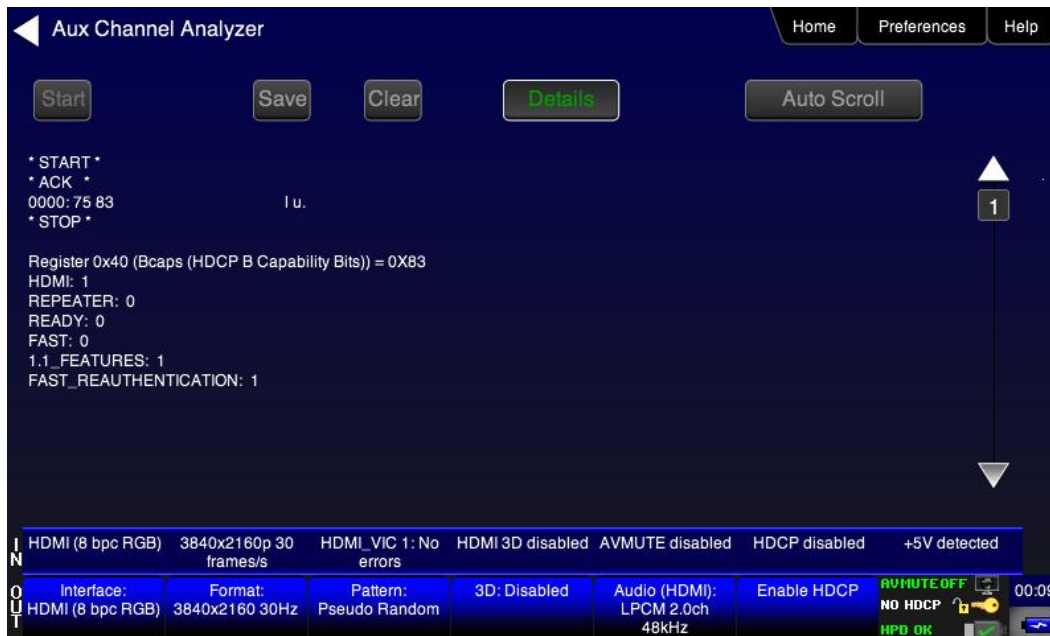 Aux Channel Analyzer
Home
Preferences
Help
Start
Save
Clear
Details
Auto Scroll
* START *
* ACK *
0000: 75 83 l u.
* STOP *
1
Register 0x40 (Bcaps (HDCP B Capability Bits)) = 0X83
HDMI: 1
REPEATER: 0
READY: 0
FAST: 0
1.1_FEATURES: 1
FAST_REAUTHENTICATION: 1
IN
HDMI (8 bpc RGB)
3840x2160p 30
frames/s
HDMI_VIC 1: No
errors
HDMI 3D disabled
AVMUTE disabled
HDCP disabled
+5V detected
OUT
Interface:
HDMI (8 bpc RGB)
Format:
3840x2160 30Hz
Pattern:
Pseudo Random
3D: Disabled
Audio (HDMI):
LPCM 2.0ch
48kHz
Enable HDCP
AVMUTE OFF
NO HDCP
HPD OK
00:09